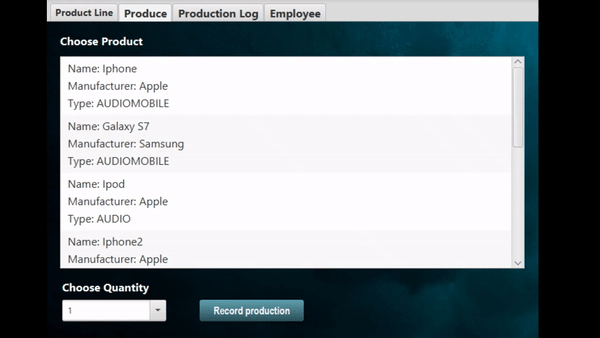 Product Line Produce Production Log Employee
Choose Product
Name: Iphone
Manufacturer: Apple
Type: AUDIOMOBILE
Name: Galaxy S7
Manufacturer: Samsung
Type: AUDIOMOBILE
Name: Ipod
Manufacturer: Apple
Type: AUDIO
Name: Iphone2
Manufacturer: Apple
Choose Quantity
1 Record production